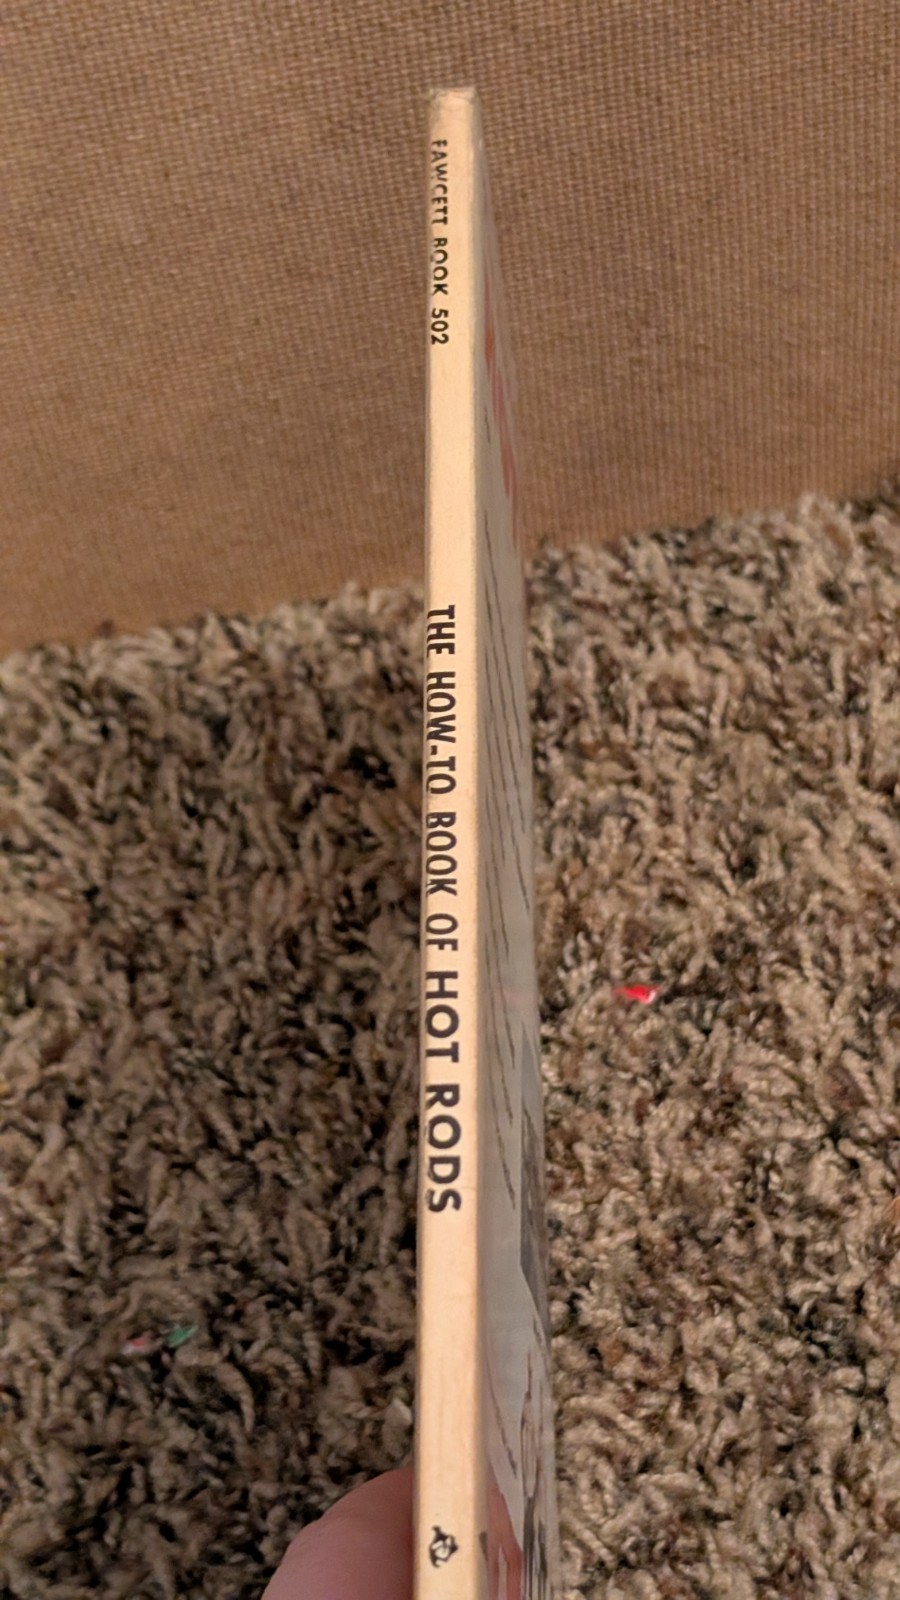 FAWCETT BOOK 502
THE HOW-TO BOOK OF HOT RODS